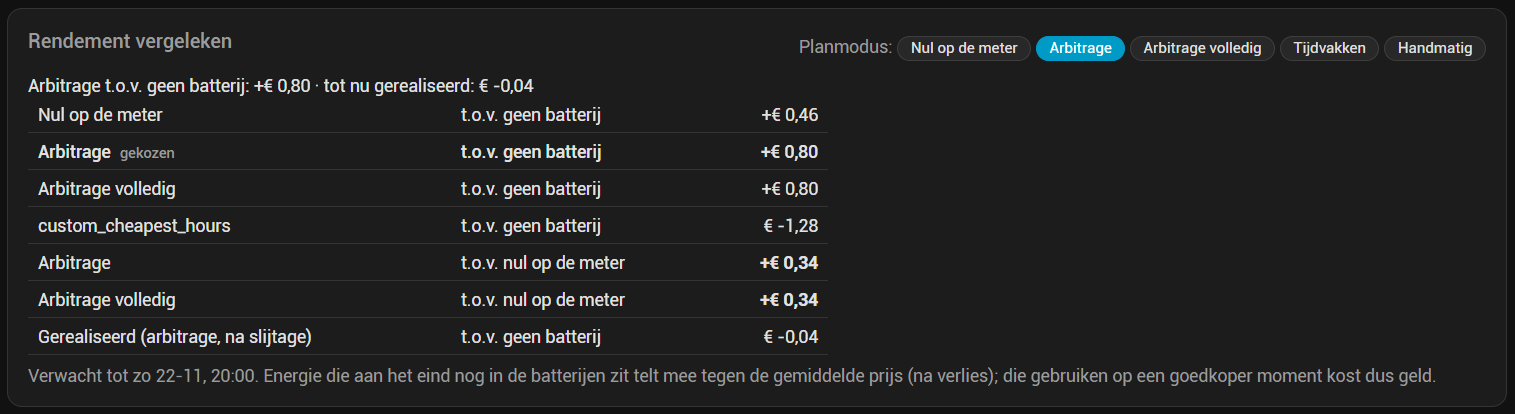 Rendement vergeleken
Planmodus: Nul op de meter Arbitrage Arbitrage volledig Tijdvakken Handmatig
Arbitrage t.o.v. geen batterij: +€ 0,80 · tot nu gerealiseerd: € -0,04
Nul op de meter t.o.v. geen batterij +€ 0,46
Arbitrage gekozen t.o.v. geen batterij +€ 0,80
Arbitrage volledig t.o.v. geen batterij +€ 0,80
custom_cheapest_hours t.o.v. geen batterij € -1,28
Arbitrage t.o.v. nul op de meter +€ 0,34
Arbitrage volledig t.o.v. nul op de meter +€ 0,34
Gerealiseerd (arbitrage, na slijtage) t.o.v. geen batterij € -0,04
Verwacht tot zo 22-11, 20:00. Energie die aan het eind nog in de batterijen zit telt mee tegen de gemiddelde prijs (na verlies); die gebruiken op een goedkoper moment kost dus geld.